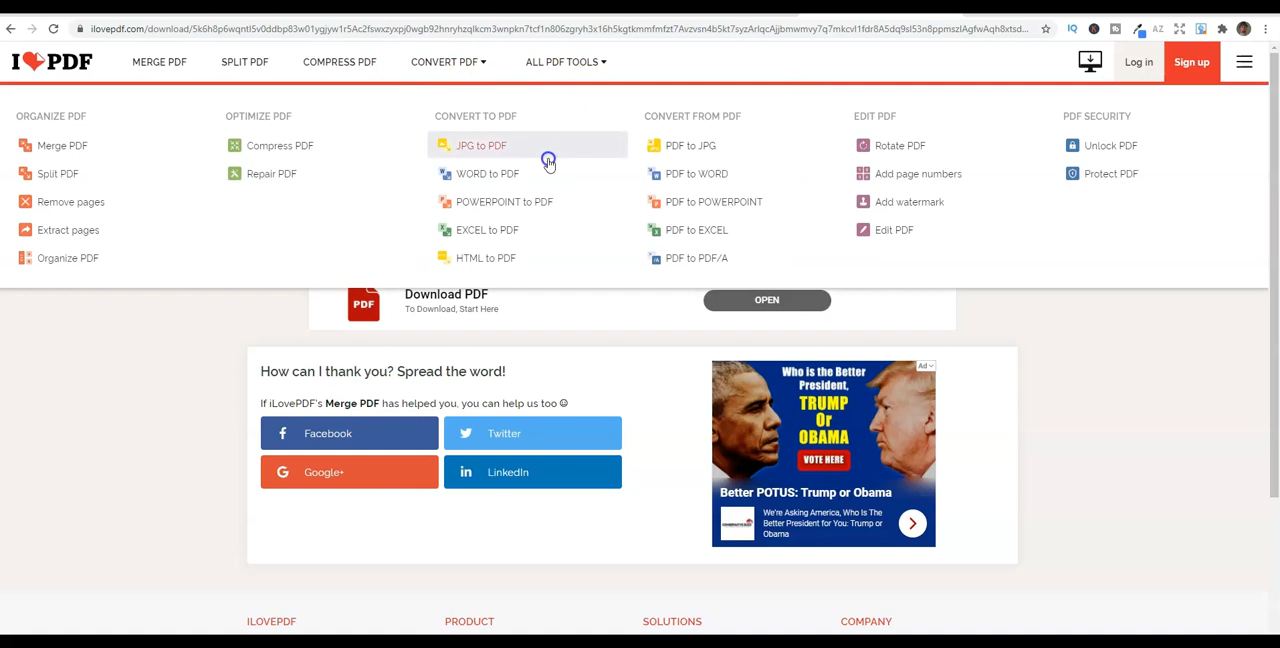 I PDF
MERGE PDF
SPLIT PDF
COMPRESS PDF
CONVERT PDF
ALL PDF TOOLS
Log in
Sign up
ORGANIZE PDF
Merge PDF
Split PDF
Remove pages
Extract pages
Organize PDF
OPTIMIZE PDF
Compress PDF
Repair PDF
CONVERT TO PDF
JPG to PDF
WORD to PDF
POWERPOINT to PDF
EXCEL to PDF
HTML to PDF
CONVERT FROM PDF
PDF to JPG
PDF to WORD
PDF to POWERPOINT
PDF to EXCEL
PDF to PDF/A
EDIT PDF
Rotate PDF
Add page numbers
Add watermark
Edit PDF
PDF SECURITY
Unlock PDF
Protect PDF
PDF
Download PDF
To Download, Start Here
OPEN
How can I thank you? Spread the word!
If iLovePDF's Merge PDF has helped you, you can help us too ☺
Facebook
Twitter
Google+
LinkedIn
Ad
Who is the Better
President,
TRUMP
Or
OBAMA
VOTE HERE
Better POTUS: Trump or Obama
We're Asking America, Who Is The
Better President for You: Trump or
Obama
ILOVEPDF
PRODUCT
SOLUTIONS
COMPANY